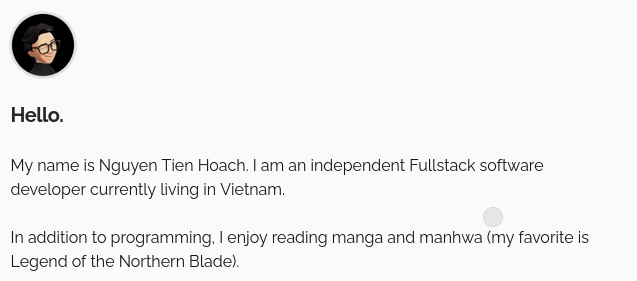 Hello.
My name is Nguyen Tien Hoach. I am an independent Fullstack software
developer currently living in Vietnam.
In addition to programming, I enjoy reading manga and manhwa (my favorite is
Legend of the Northern Blade).